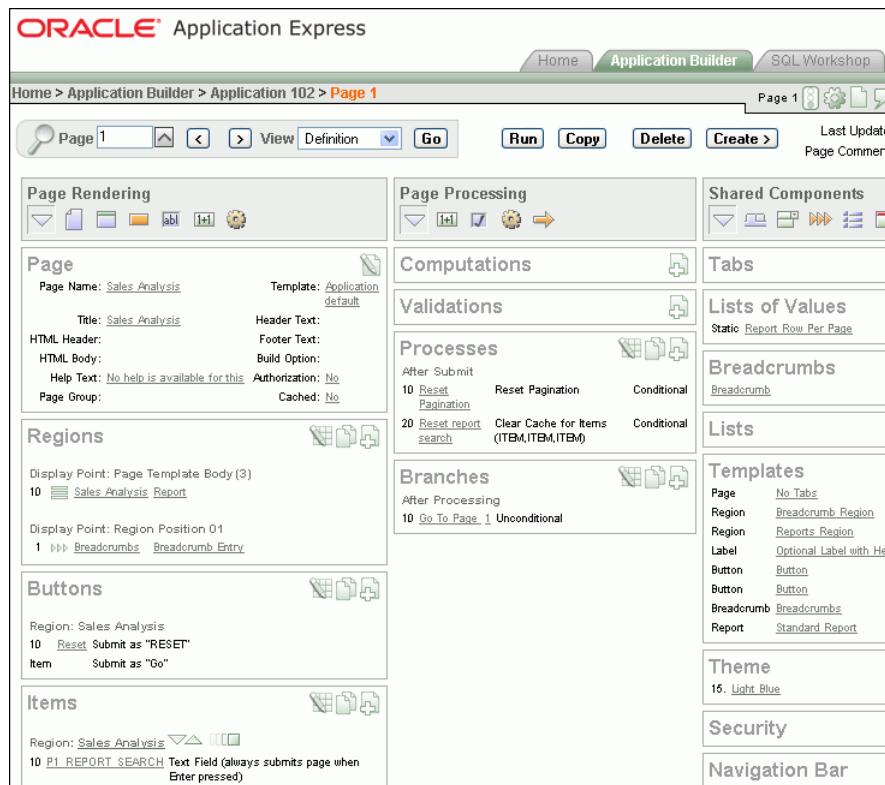 ORACLE Application Express
Home Application Builder SQL Workshop
Home > Application Builder > Application 102 > Page 1
Page 1
Page 1 < > View Definition Go Run Copy Delete Create >
Last Update
Page Commen
Page Rendering
abl 1+1
Page
Page Name: Sales Analysis Template: Application default
Title: Sales Analysis Header Text:
HTML Header: Footer Text:
HTML Body: Build Option:
Help Text: No help is available for this Authorization: No
Page Group: Cached: No
Regions
Display Point: Page Template Body (3)
10 Sales Analysis Report
Display Point: Region Position 01
1 Breadcrumbs Breadcrumb Entry
Buttons
Region: Sales Analysis
10 Reset Submit as "RESET"
Item Submit as "Go"
Items
Region: Sales Analysis
10 P1_REPORT_SEARCH Text Field (always submits page when
Enter pressed)
Page Processing
1+1
Computations
Validations
Processes
After Submit
10 Reset Pagination Reset Pagination Conditional
20 Reset report search Clear Cache for Items (ITEM,ITEM,ITEM) Conditional
Branches
After Processing
10 Go To Page 1 Unconditional
Shared Components
Tabs
Lists of Values
Static Report Row Per Page
Breadcrumbs
Breadcrumb
Lists
Templates
Page No Tabs
Region Breadcrumb Region
Region Reports Region
Label Optional Label with He
Button Button
Button Button
Breadcrumb Breadcrumbs
Report Standard Report
Theme
15. Light Blue
Security
Navigation Bar